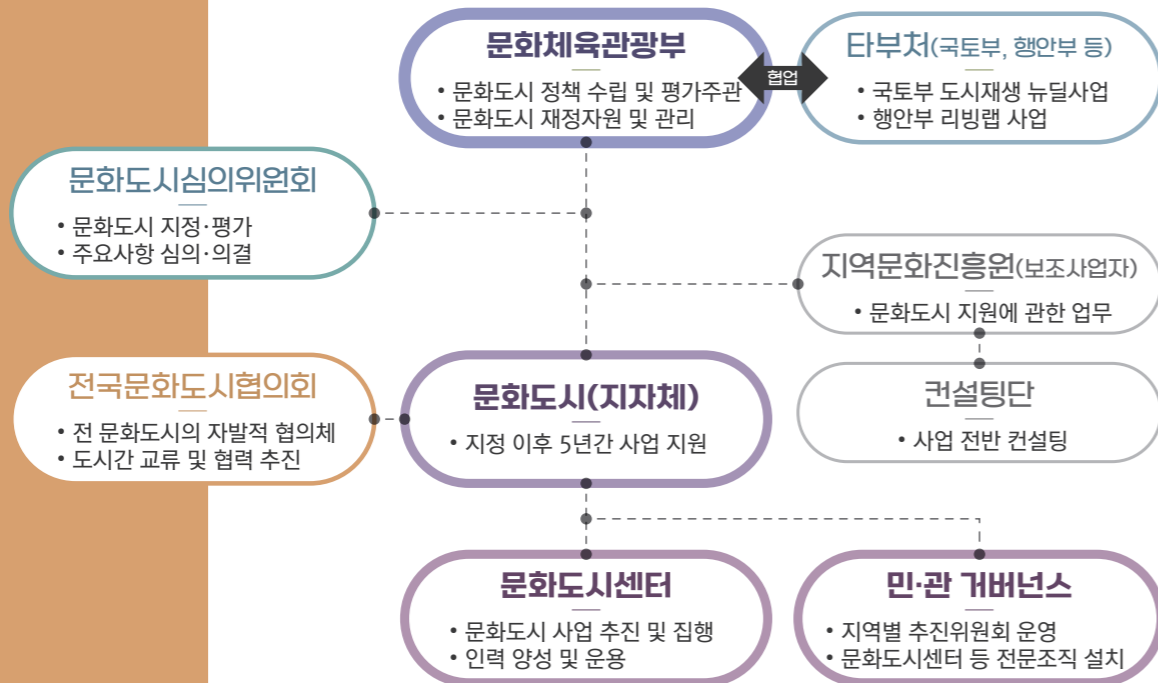 문화체육관광부
• 문화도시 정책 수립 및 평가주관
• 문화도시 재정자원 및 관리
협업
타부처(국토부, 행안부 등)
• 국토부 도시재생 뉴딜사업
• 행안부 리빙랩 사업
문화도시심의위원회
• 문화도시 지정·평가
• 주요사항 심의·의결
지역문화진흥원(보조사업자)
• 문화도시 지원에 관한 업무
전국문화도시협의회
• 전 문화도시의 자발적 협의체
• 도시간 교류 및 협력 추진
문화도시(지자체)
• 지정 이후 5년간 사업 지원
컨설팅단
• 사업 전반 컨설팅
문화도시센터
• 문화도시 사업 추진 및 집행
• 인력 양성 및 운용
민·관 거버넌스
• 지역별 추진위원회 운영
• 문화도시센터 등 전문조직 설치